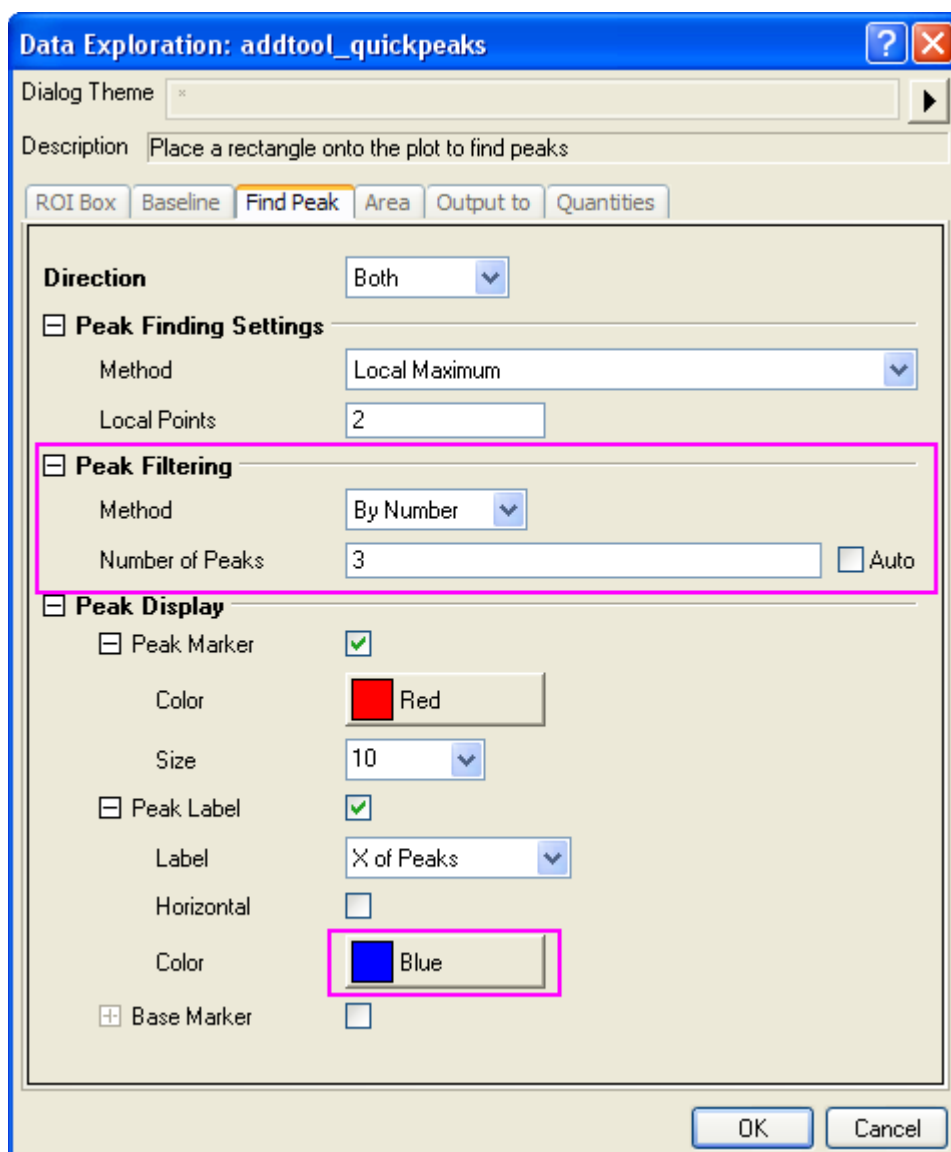 Data Exploration: addtool_quickpeaks
Dialog Theme *
Description Place a rectangle onto the plot to find peaks
ROI Box Baseline Find Peak Area Output to Quantities
Direction Both
Peak Finding Settings
Method Local Maximum
Local Points 2
Peak Filtering
Method By Number
Number of Peaks 3 Auto
Peak Display
Peak Marker
Color Red
Size 10
Peak Label
Label X of Peaks
Horizontal
Color Blue
Base Marker
OK Cancel